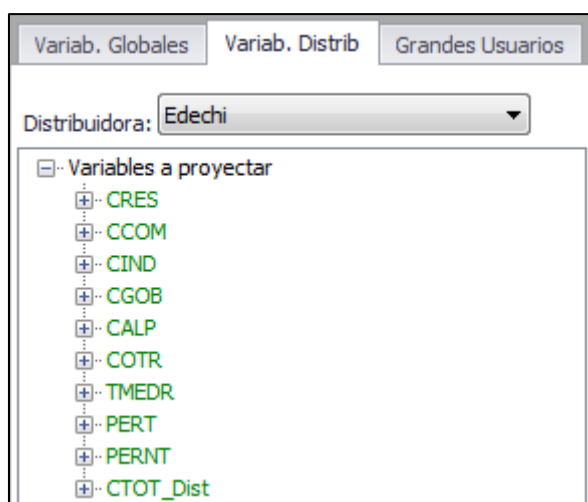 Variab. Globales Variab. Distrib Grandes Usuarios
Distribuidora: Edechi
Variables a proyectar
CRES
CCOM
CIND
CGOB
CALP
COTR
TMEDR
PERT
PERNT
CTOT_Dist